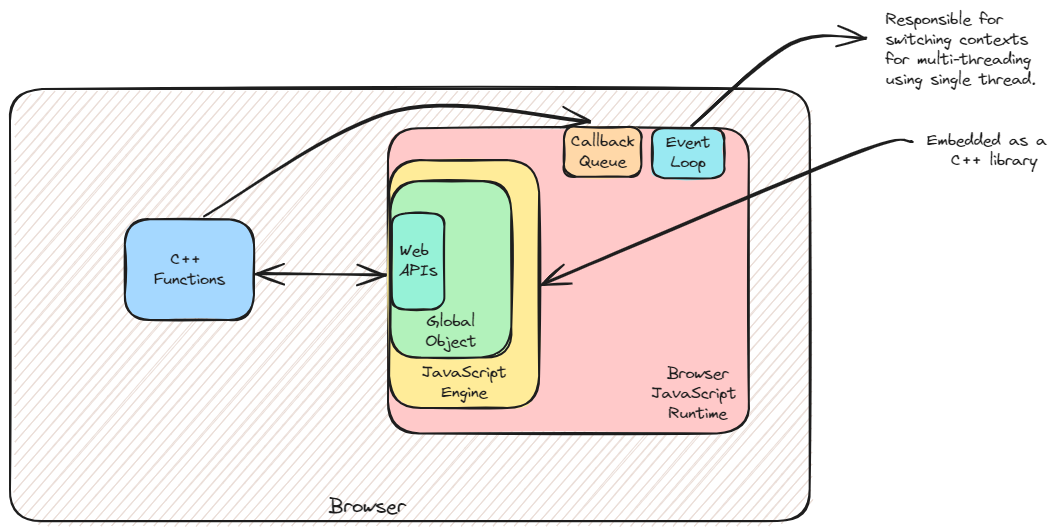 Responsible for
switching contexts
for multi-threading
using single thread.
Callback
Queue
Event
Loop
Embedded as a
C++ library
C++
Functions
Web
APIs
Global
Object
JavaScript
Engine
Browser
JavaScript
Runtime
Browser